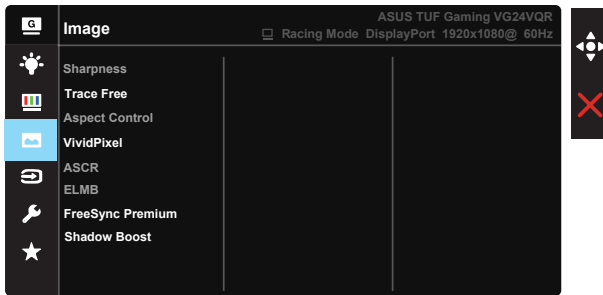 G
Image
ASUS TUF Gaming VG24VQR
Racing Mode DisplayPort 1920x1080@ 60Hz
Sharpness
Trace Free
Aspect Control
VividPixel
ASCR
ELMB
FreeSync Premium
Shadow Boost